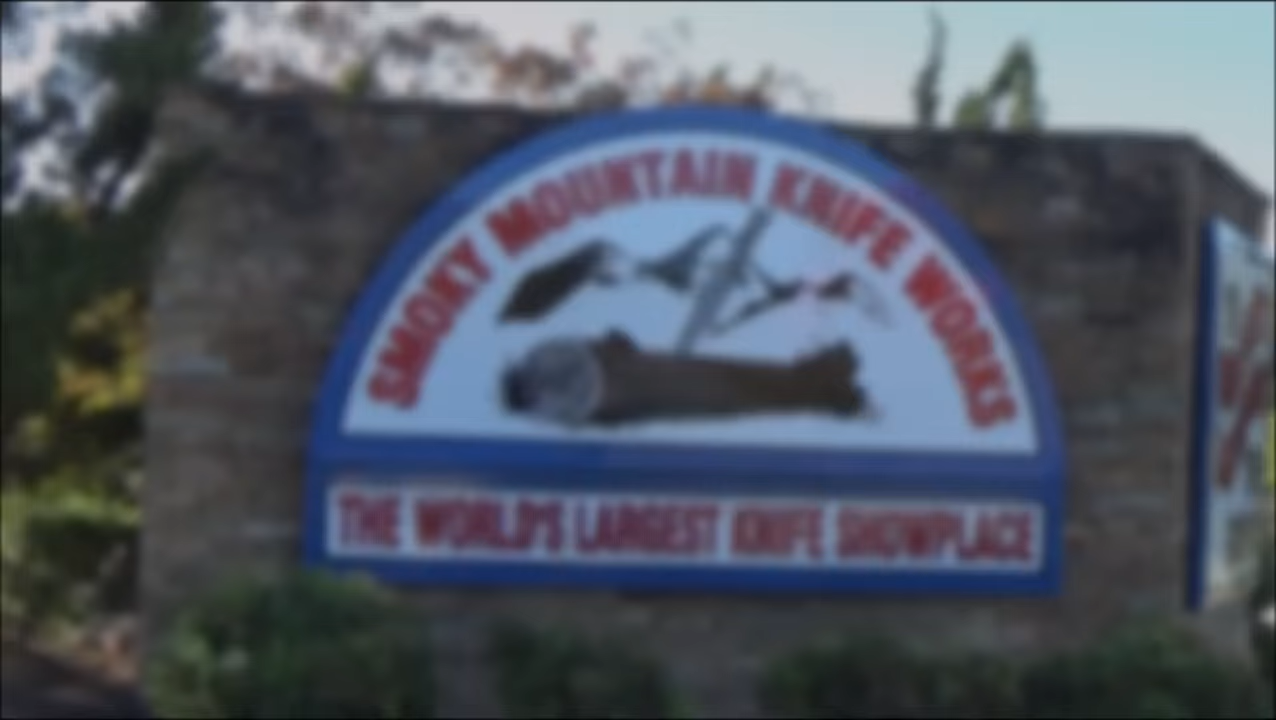 SMOKY MOUNTAIN KNIFE WORKS
THE WORLD'S LARGEST KNIFE SHOWPLACE